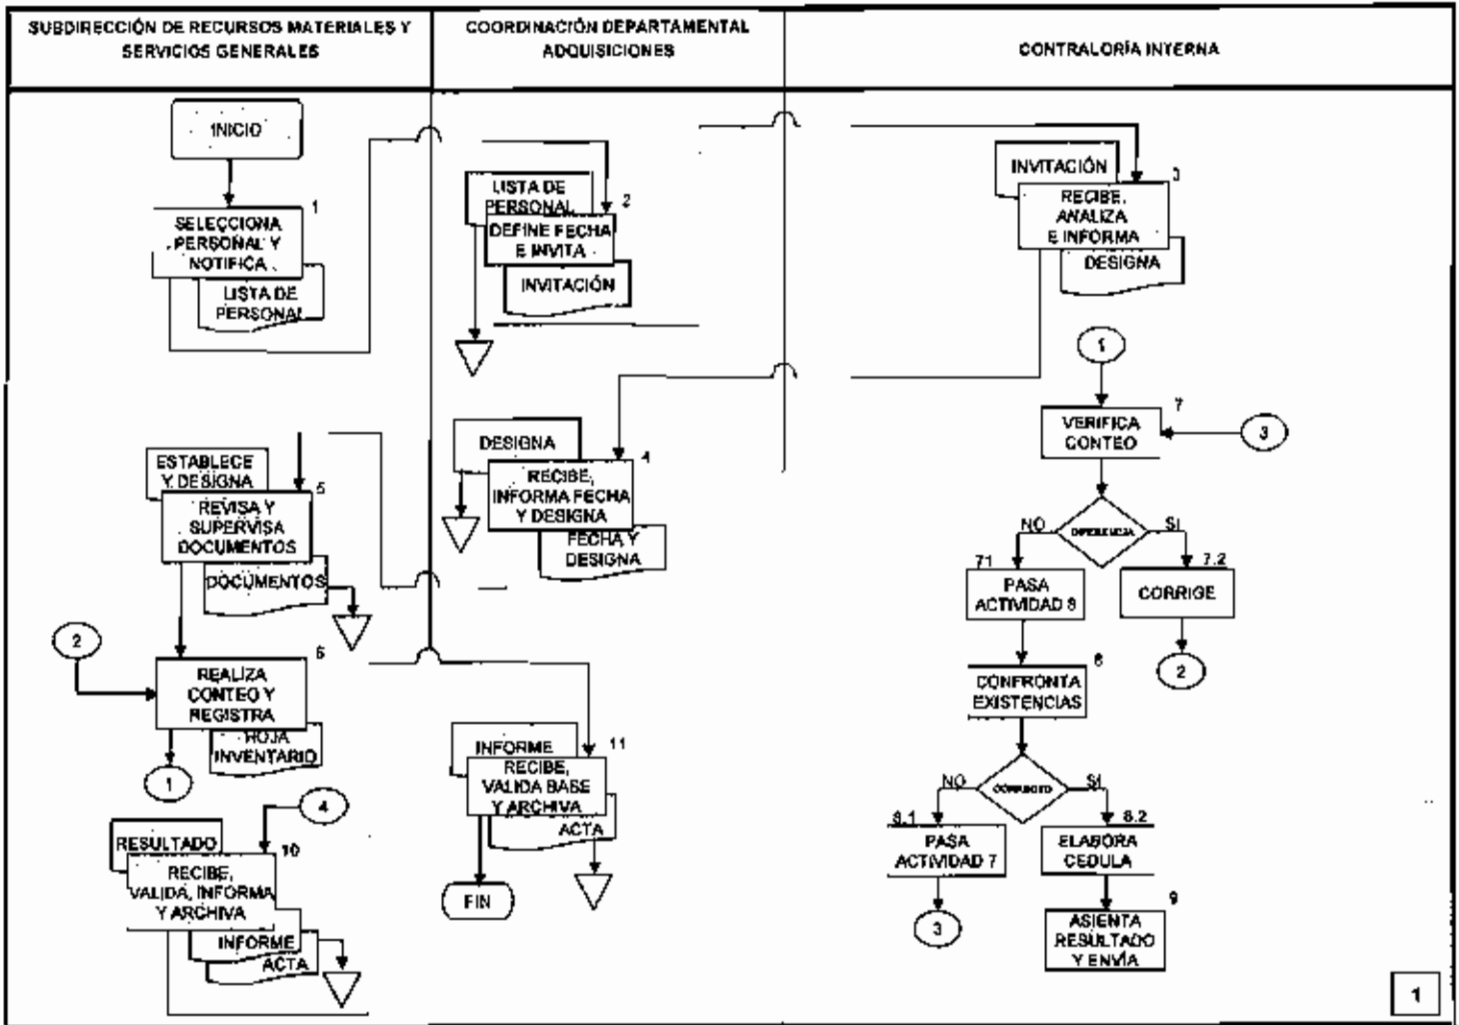 SUBDIRECCIÓN DE RECURSOS MATERIALES Y
SERVICIOS GENERALES
COORDINACIÓN DEPARTAMENTAL
ADQUISICIONES
CONTRALORÍA INTERNA
INICIO
1
SELECCIONA
PERSONAL Y
NOTIFICA
LISTA DE
PERSONAL
LISTA DE
PERSONAL
2
DEFINE FECHA
E INVITA
INVITACIÓN
INVITACIÓN
3
RECIBE,
ANALIZA
E INFORMA
DESIGNA
1
7
VERIFICA
CONTEO
3
DESIGNA
4
RECIBE,
INFORMA FECHA
Y DESIGNA
FECHA Y
DESIGNA
ESTABLECE
Y DESIGNA
5
REVISA Y
SUPERVISA
DOCUMENTOS
DOCUMENTOS
NO
DIFERENCIA
SI
71
PASA
ACTIVIDAD 8
7.2
CORRIGE
2
2
6
REALIZA
CONTEO Y
REGISTRA
HOJA
INVENTARIO
1
8
CONFRONTA
EXISTENCIAS
INFORME
11
RECIBE,
VALIDA BASE
Y ARCHIVA
ACTA
FIN
NO
CORRECTO
SI
8.1
PASA
ACTIVIDAD 7
3
8.2
ELABORA
CEDULA
9
ASIENTA
RESULTADO
Y ENVÍA
4
RESULTADO
10
RECIBE,
VALIDA, INFORMA
Y ARCHIVA
INFORME
ACTA
1